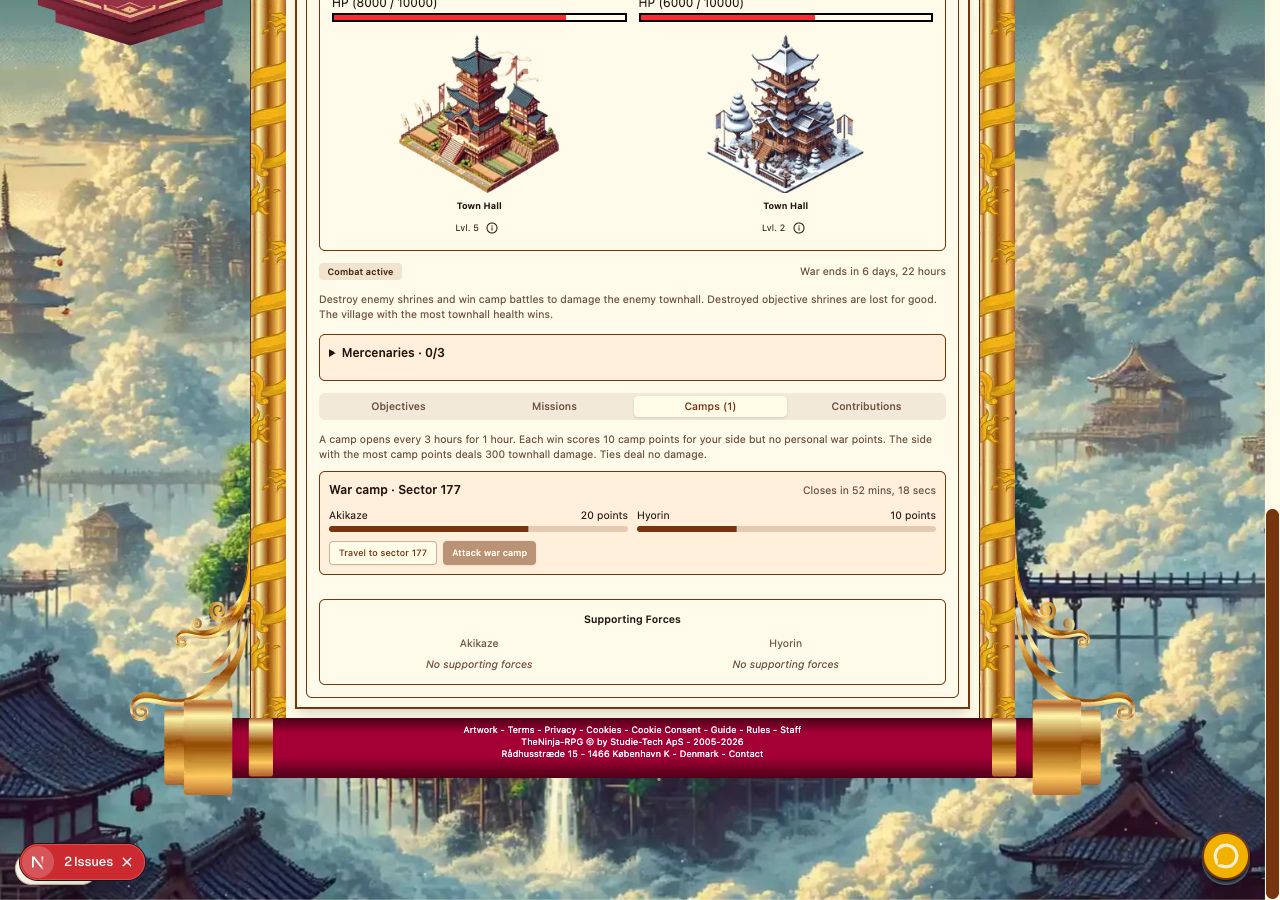 HP (8000 / 10000)
HP (6000 / 10000)
Town Hall
Lvl. 5
Town Hall
Lvl. 2
Combat active
War ends in 6 days, 22 hours
Destroy enemy shrines and win camp battles to damage the enemy townhall. Destroyed objective shrines are lost for good.
The village with the most townhall health wins.
Mercenaries · 0/3
Objectives
Missions
Camps (1)
Contributions
A camp opens every 3 hours for 1 hour. Each win scores 10 camp points for your side but no personal war points. The side
with the most camp points deals 300 townhall damage. Ties deal no damage.
War camp · Sector 177
Closes in 52 mins, 18 secs
Akikaze
20 points
Hyorin
10 points
Travel to sector 177
Attack war camp
Supporting Forces
Akikaze
Hyorin
No supporting forces
No supporting forces
Artwork - Terms - Privacy - Cookies - Cookie Consent - Guide - Rules - Staff
TheNinja-RPG © by Studie-Tech ApS - 2005-2026
Rådhusstræde 15 - 1466 København K - Denmark - Contact
N 2 Issues